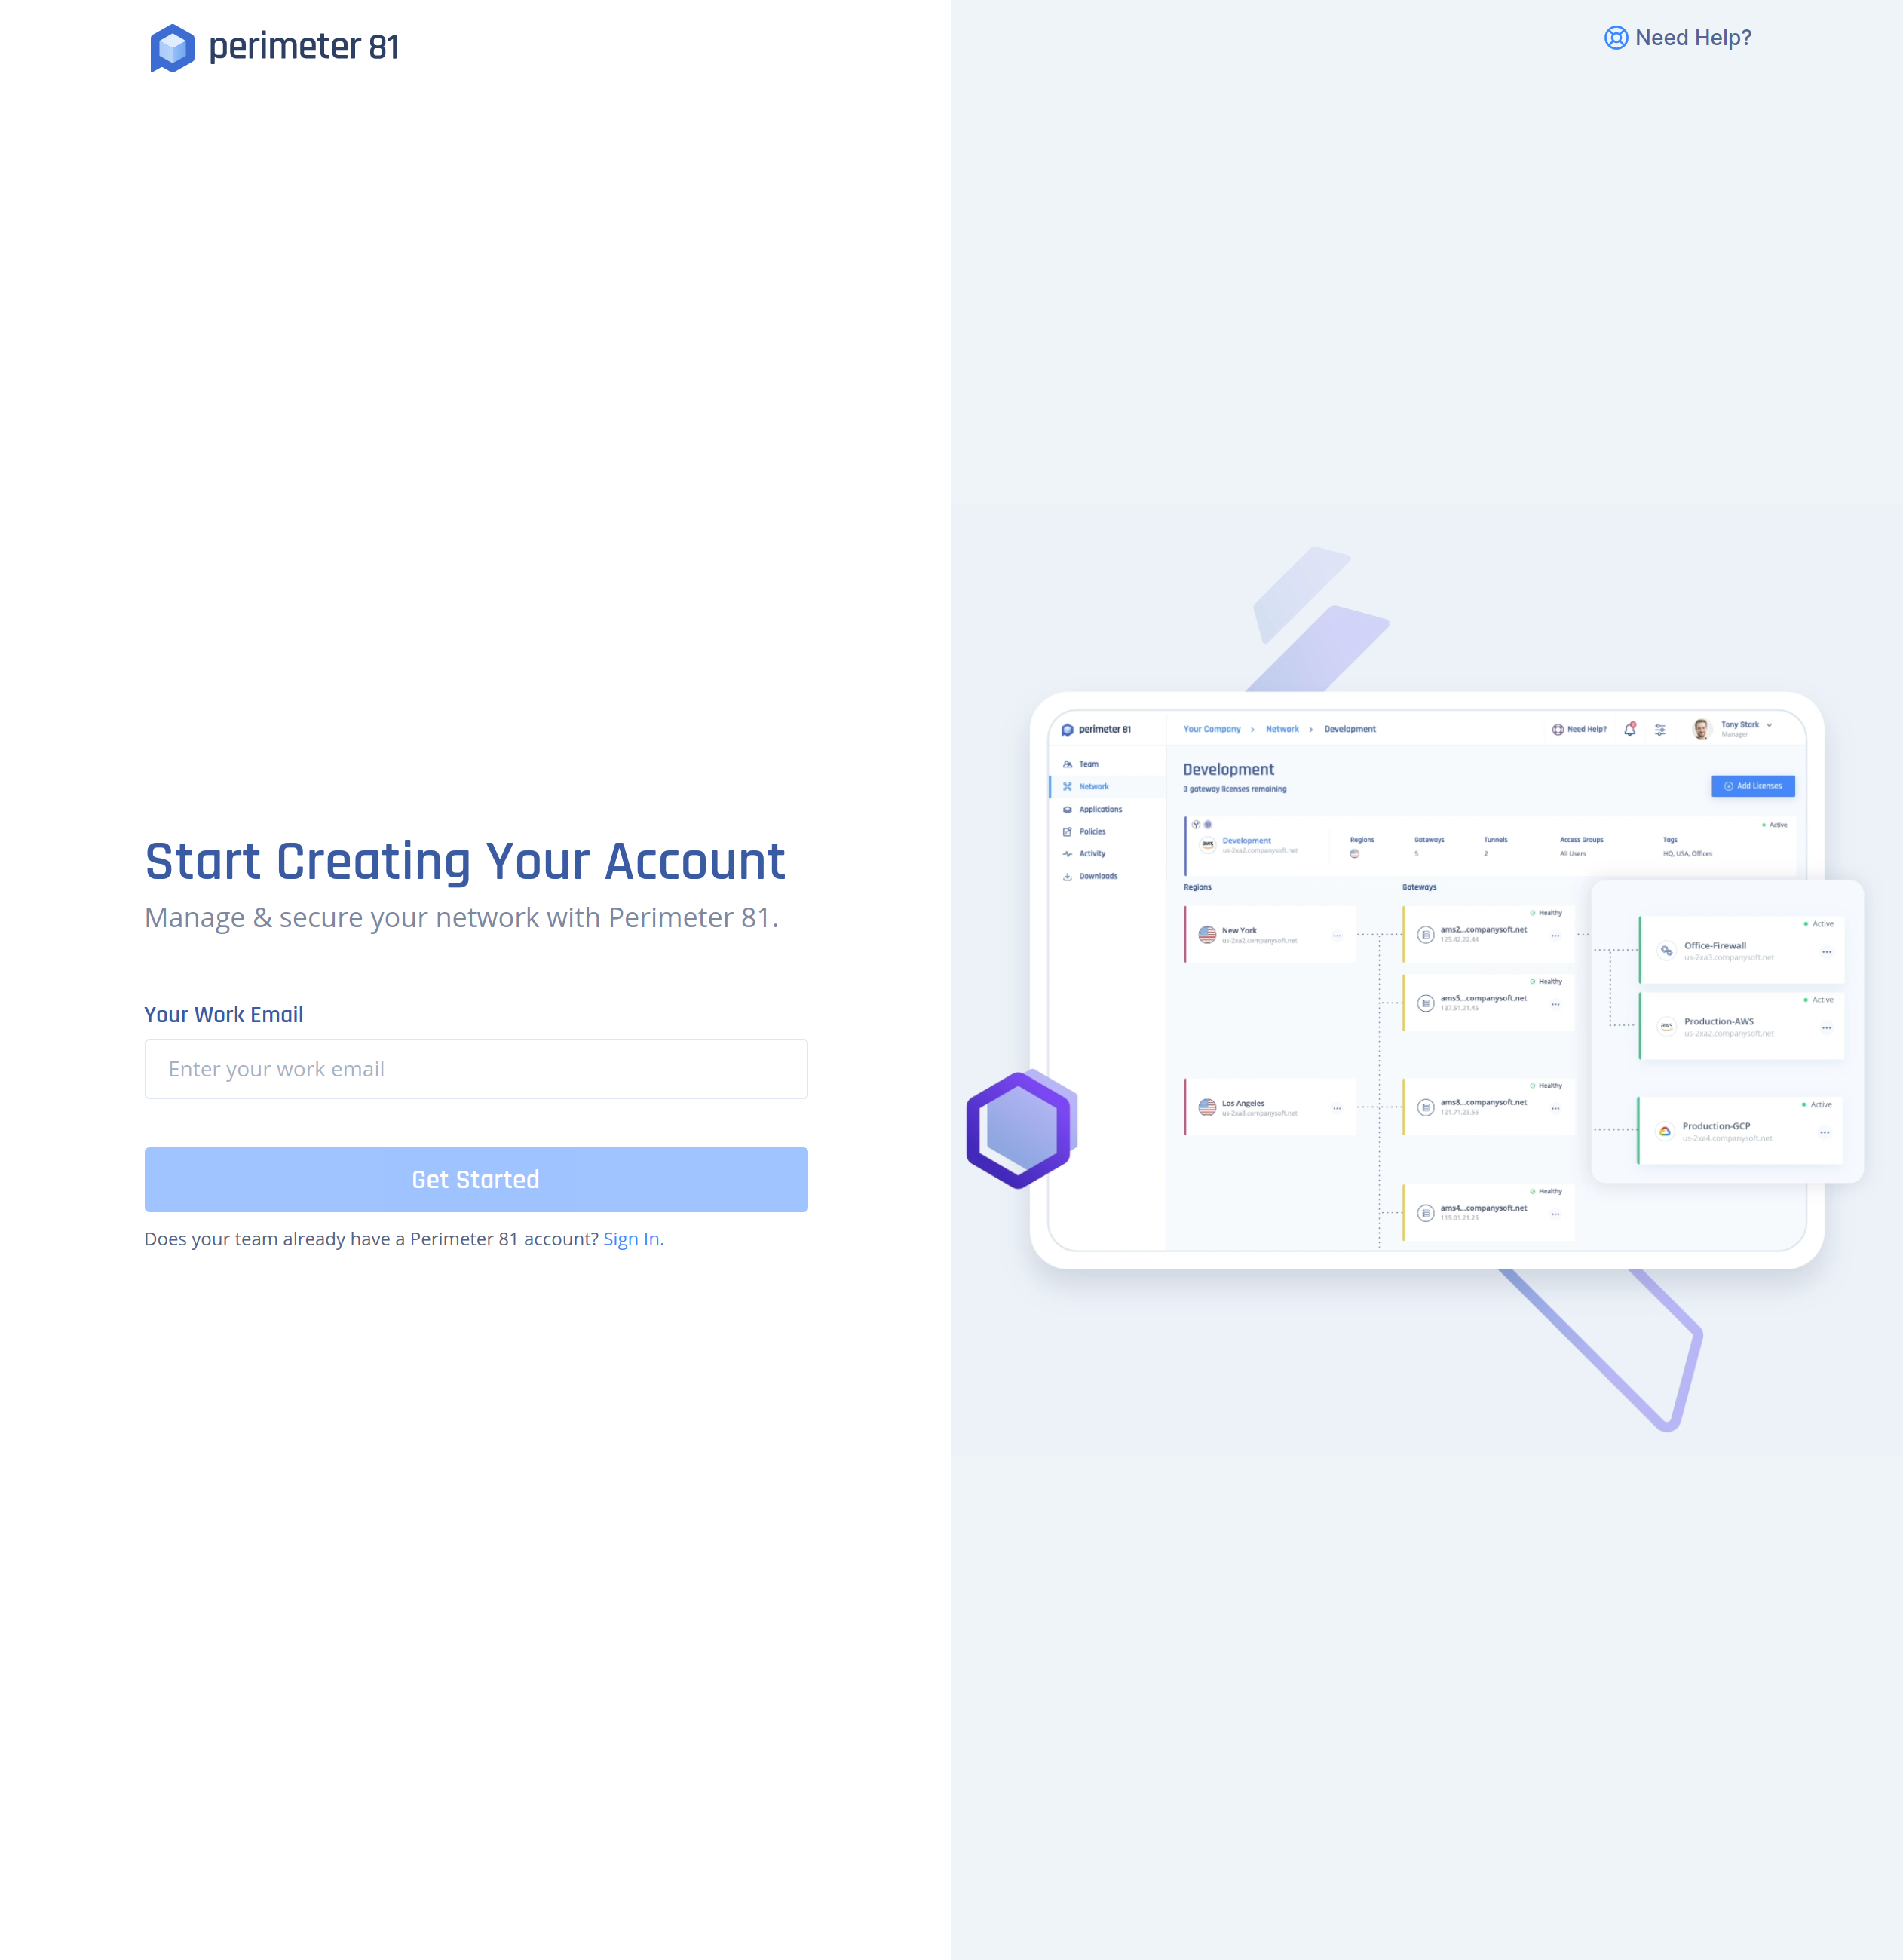 perimeter 81
Need Help?
Start Creating Your Account
Manage & secure your network with Perimeter 81.
Your Work Email
Enter your work email
Get Started
Does your team already have a Perimeter 81 account? Sign In.
perimeter 81
Your Company > Network > Development
Need Help?
Tony Stark
Manager
Team
Network
Applications
Policies
Activity
Downloads
Development
3 gateway licenses remaining
Add Licenses
Active
aws
Development
us-2xa2.companysoft.net
Regions
Gateways
5
Tunnels
2
Access Groups
All Users
Tags
HQ, USA, Offices
Regions
Gateways
New York
us-2xa2.companysoft.net
Healthy
ams2...companysoft.net
125.42.22.44
Healthy
ams5...companysoft.net
137.51.21.45
Los Angeles
us-2xa8.companysoft.net
Healthy
ams8...companysoft.net
121.71.23.55
Healthy
ams4...companysoft.net
115.01.21.25
Active
Office-Firewall
us-2xa3.companysoft.net
Active
aws
Production-AWS
us-2xa2.companysoft.net
Active
Production-GCP
us-2xa4.companysoft.net